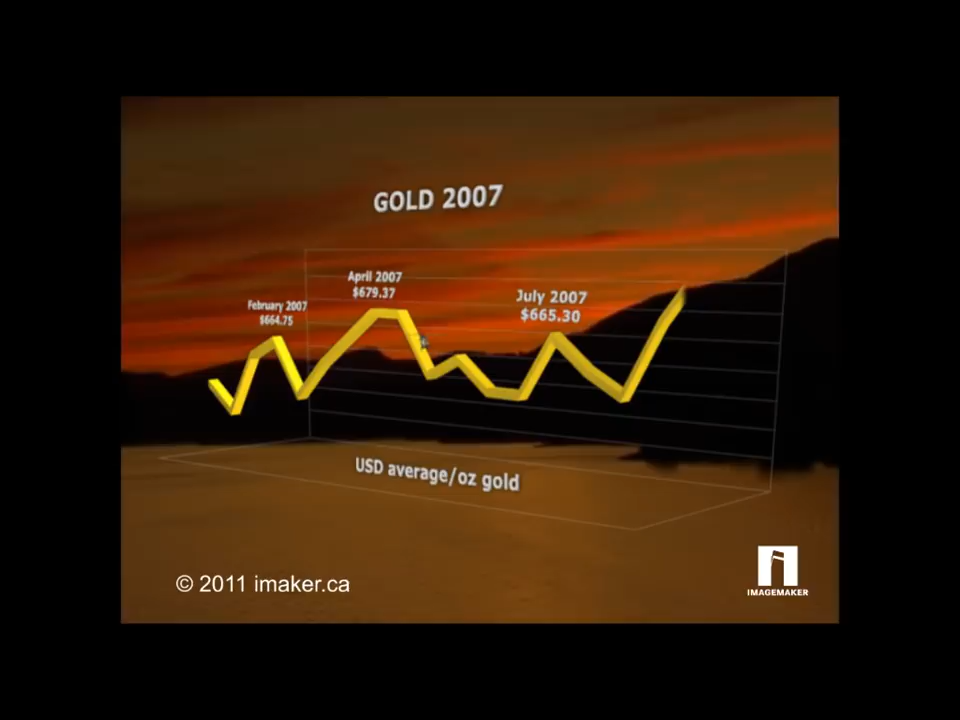 GOLD 2007
April 2007
$679.37
February 2007
$664.75
July 2007
$665.30
USD average/oz gold
© 2011 imaker.ca
IMAGEMAKER